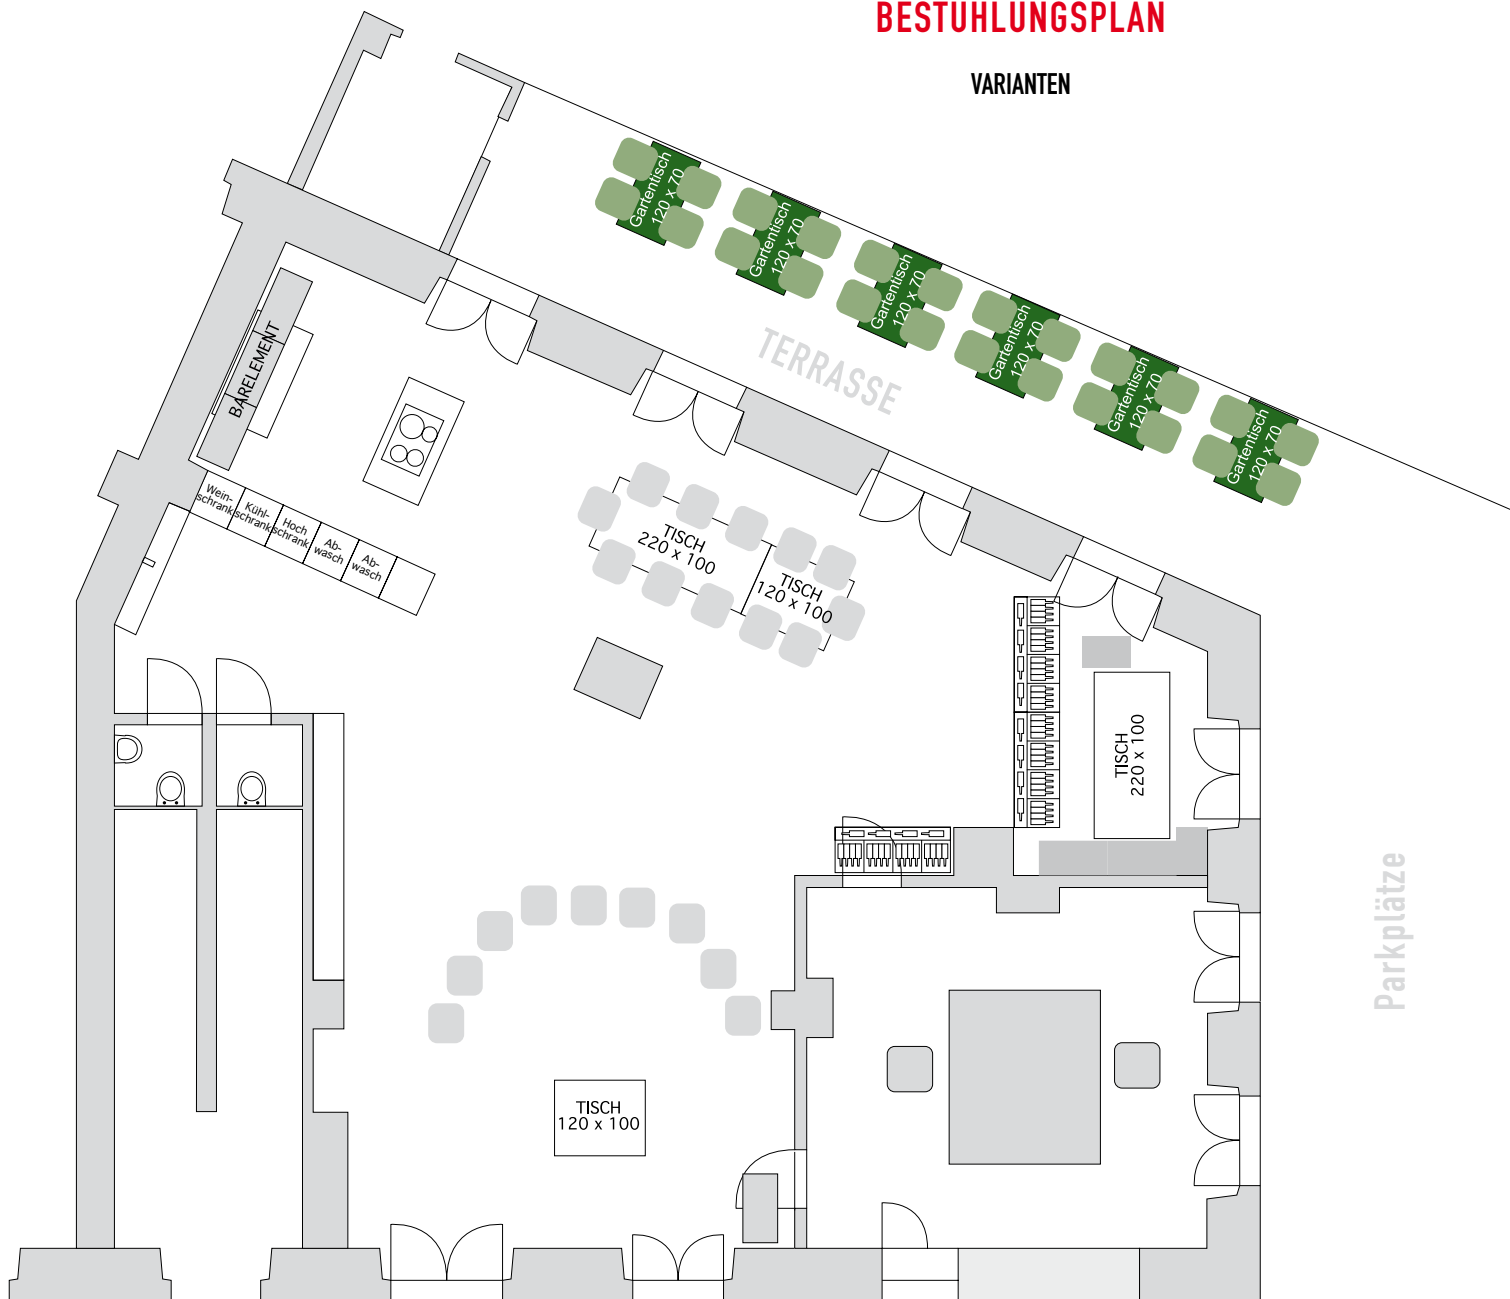 BESTUHLUNGSPLAN
VARIANTEN
Gartentisch
120 x 70
Gartentisch
120 x 70
Gartentisch
120 x 70
Gartentisch
120 x 70
Gartentisch
120 x 70
Gartentisch
120 x 70
TERRASSE
BARELEMENT
Wein-
schrank
Kühl-
schrank
Hoch
schrank
Ab-
wasch
Ab-
wasch
TISCH
220 x 100
TISCH
120 x 100
TISCH
220 x 100
Parkplätze
TISCH
120 x 100